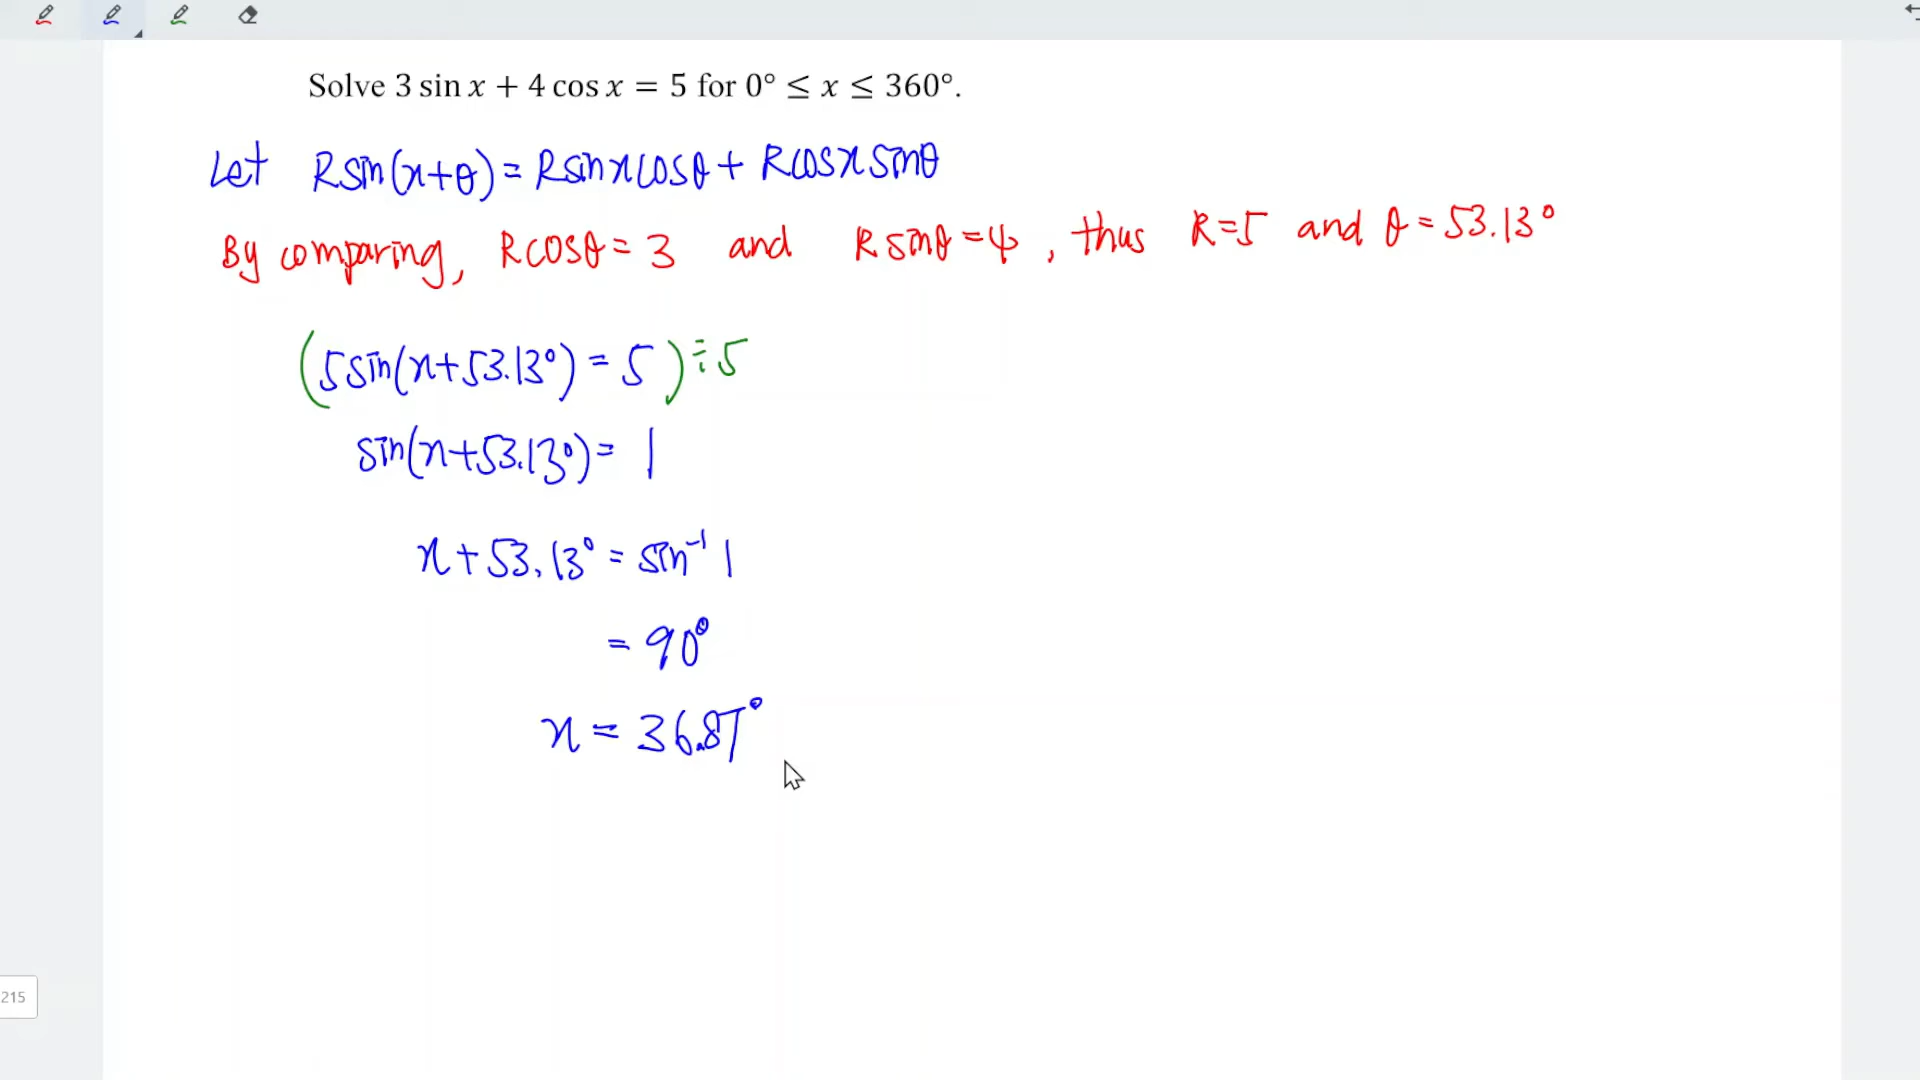 Solve 3 sin x + 4 cos x = 5 for 0° ≤ x ≤ 360°.
Let Rsin(x+θ) = Rsinxcosθ + Rcosxsinθ
By comparing, Rcosθ = 3 and Rsinθ = 4, thus R=5 and θ = 53.13°
(5sin(x+53.13°) = 5) ÷ 5
sin(x+53.13°) = 1
x + 53.13° = sin⁻¹ 1
= 90°
x = 36.87°
215